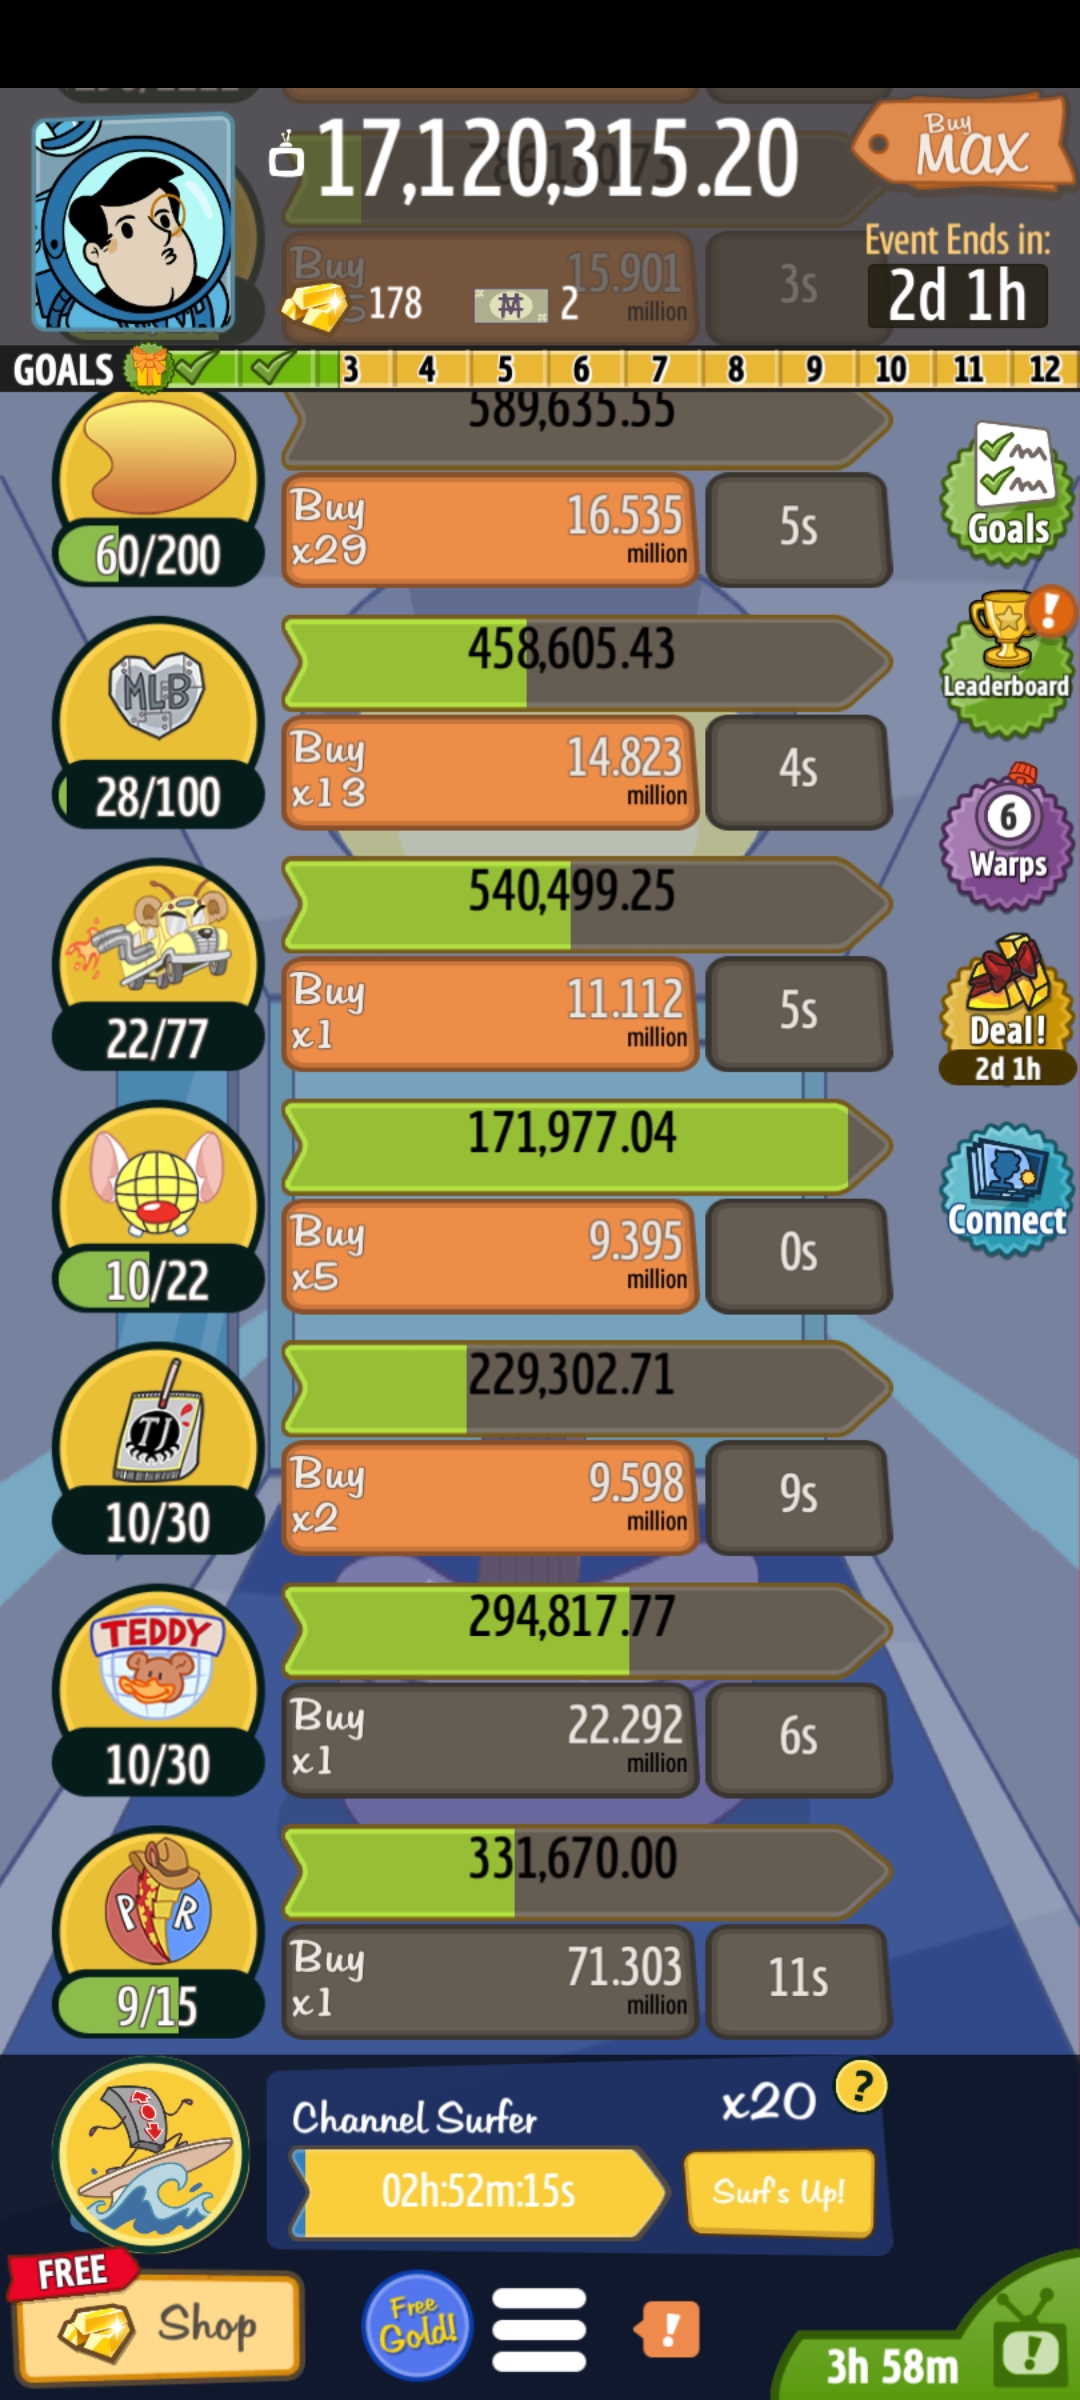 17,120,315.20
Buy
MAX
Event Ends in:
2d 1h
178
2
Buy
15.901
million
3s
GOALS
3 4 5 6 7 8 9 10 11 12
589,635.55
60/200
Buy
x29
16.535
million
5s
Goals
458,605.43
MLB
28/100
Buy
x13
14.823
million
4s
Leaderboard
!
540,499.25
22/77
Buy
x1
11.112
million
5s
6
Warps
Deal!
2d 1h
171,977.04
10/22
Buy
x5
9.395
million
0s
Connect
229,302.71
TJ
10/30
Buy
x2
9.598
million
9s
294,817.77
TEDDY
10/30
Buy
x1
22.292
million
6s
331,670.00
P R
9/15
Buy
x1
71.303
million
11s
Channel Surfer
x20
?
02h:52m:15s
Surf's Up!
FREE
Shop
Free
Gold!
!
3h 58m
!